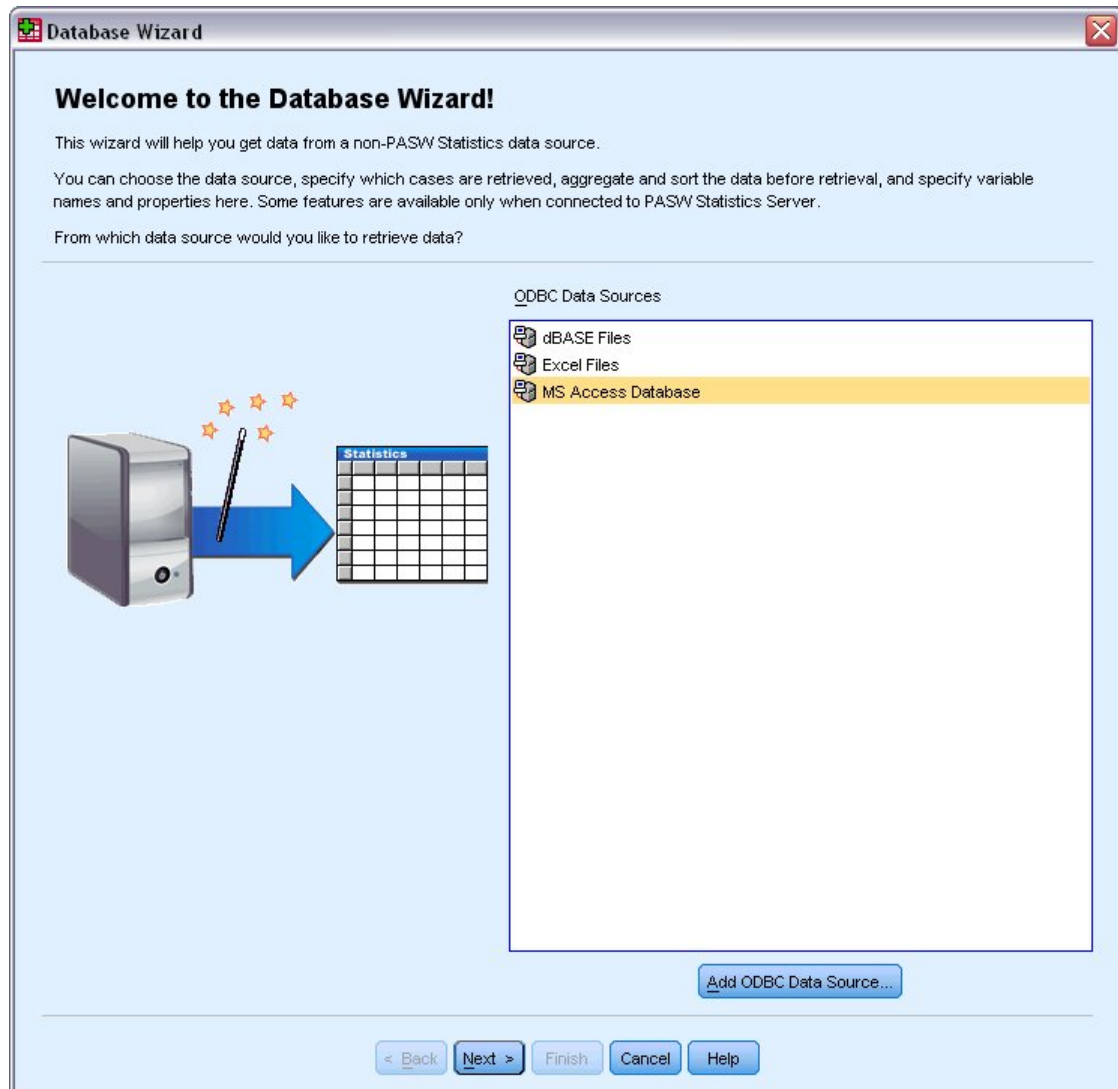 Database Wizard
Welcome to the Database Wizard!
This wizard will help you get data from a non-PASW Statistics data source.
You can choose the data source, specify which cases are retrieved, aggregate and sort the data before retrieval, and specify variable
names and properties here. Some features are available only when connected to PASW Statistics Server.
From which data source would you like to retrieve data?
ODBC Data Sources
dBASE Files
Excel Files
MS Access Database
Statistics
Add ODBC Data Source...
< Back
Next >
Finish
Cancel
Help